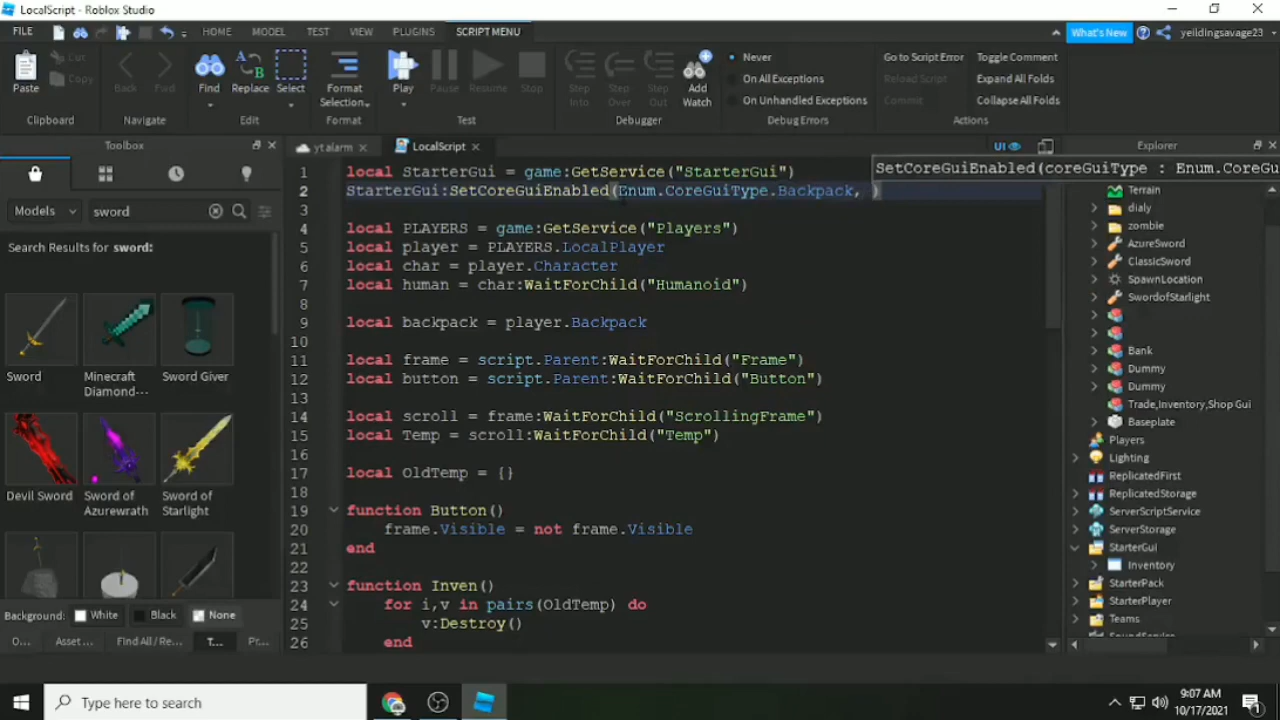 LocalScript - Roblox Studio
FILE
HOME
MODEL
TEST
VIEW
PLUGINS
SCRIPT MENU
What's New
yeildingsavage23
Paste
Cut
Copy
Back
Find
Find
Replace
Select
Format
Selection
Play
Pause
Resume
Stop
Step
Into
Step
Over
Step
Out
Add
Watch
Never
On All Exceptions
On Unhandled Exceptions
Go to Script Error
Reload Script
Commit
Toggle Comment
Expand All Folds
Collapse All Folds
Clipboard
Navigate
Edit
Format
Test
Debugger
Debug Errors
Actions
Toolbox
yt alarm
LocalScript
UI
Explorer
Models
sword
Search Results for sword:
Sword
Minecraft
Diamond...
Sword Giver
Devil Sword
Sword of
Azurewrath
Sword of
Starlight
Background:
White
Black
None
O...
Asset...
Find All / Re...
T...
Pr...
SetCoreGuiEnabled(coreGuiType : Enum.CoreGu
1 local StarterGui = game:GetService("StarterGui")
2 StarterGui:SetCoreGuiEnabled(Enum.CoreGuiType.Backpack, )
3
4 local PLAYERS = game:GetService("Players")
5 local player = PLAYERS.LocalPlayer
6 local char = player.Character
7 local human = char:WaitForChild("Humanoid")
8
9 local backpack = player.Backpack
10
11 local frame = script.Parent:WaitForChild("Frame")
12 local button = script.Parent:WaitForChild("Button")
13
14 local scroll = frame:WaitForChild("ScrollingFrame")
15 local Temp = scroll:WaitForChild("Temp")
16
17 local OldTemp = {}
18
19 function Button()
20 frame.Visible = not frame.Visible
21 end
22
23 function Inven()
24 for i,v in pairs(OldTemp) do
25 v:Destroy()
26 end
Terrain
dialy
zombie
AzureSword
ClassicSword
SpawnLocation
SwordofStarlight
Bank
Dummy
Dummy
Trade,Inventory,Shop Gui
Baseplate
Players
Lighting
ReplicatedFirst
ReplicatedStorage
ServerScriptService
ServerStorage
StarterGui
Inventory
StarterPack
StarterPlayer
Teams
SoundService
Type here to search
9:07 AM
10/17/2021
1